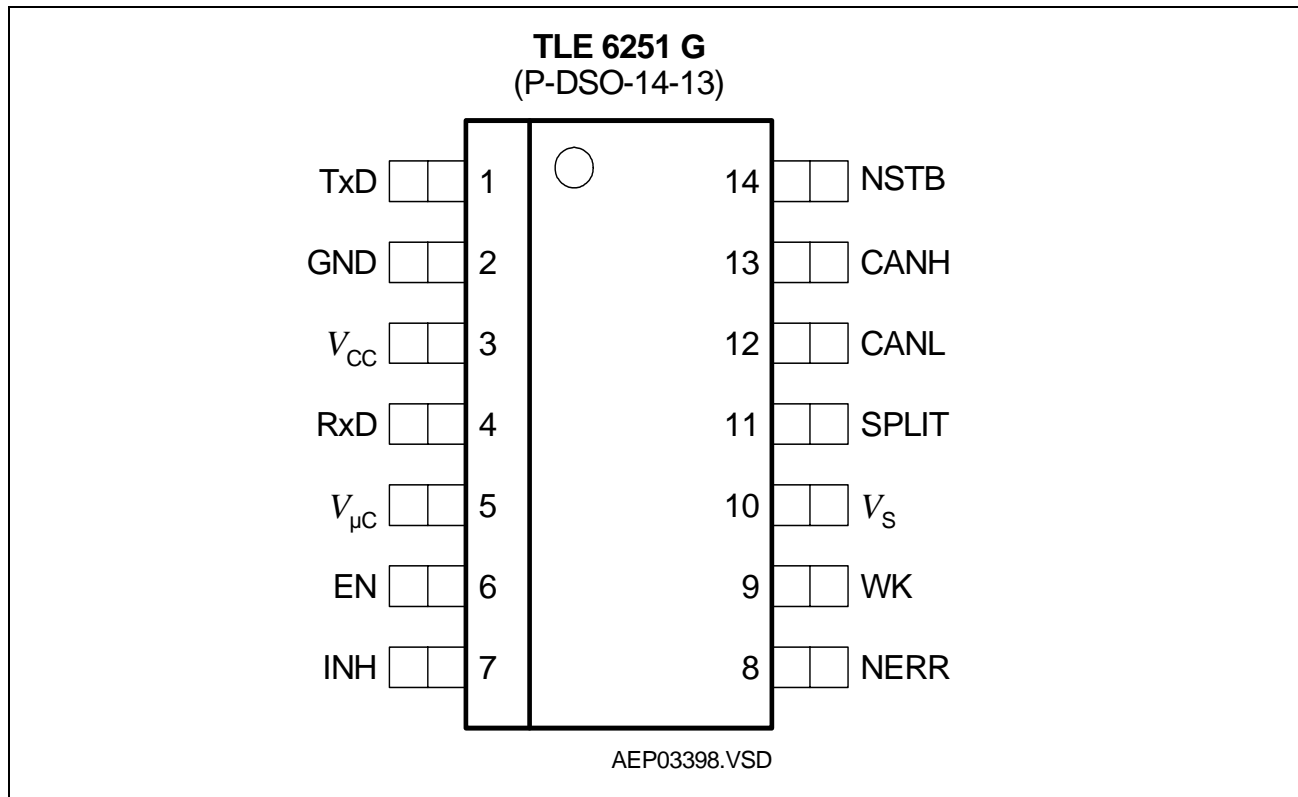 TLE 6251 G
(P-DSO-14-13)
TxD 1 14 NSTB
GND 2 13 CANH
VCC 3 12 CANL
RxD 4 11 SPLIT
VµC 5 10 VS
EN 6 9 WK
INH 7 8 NERR
AEP03398.VSD